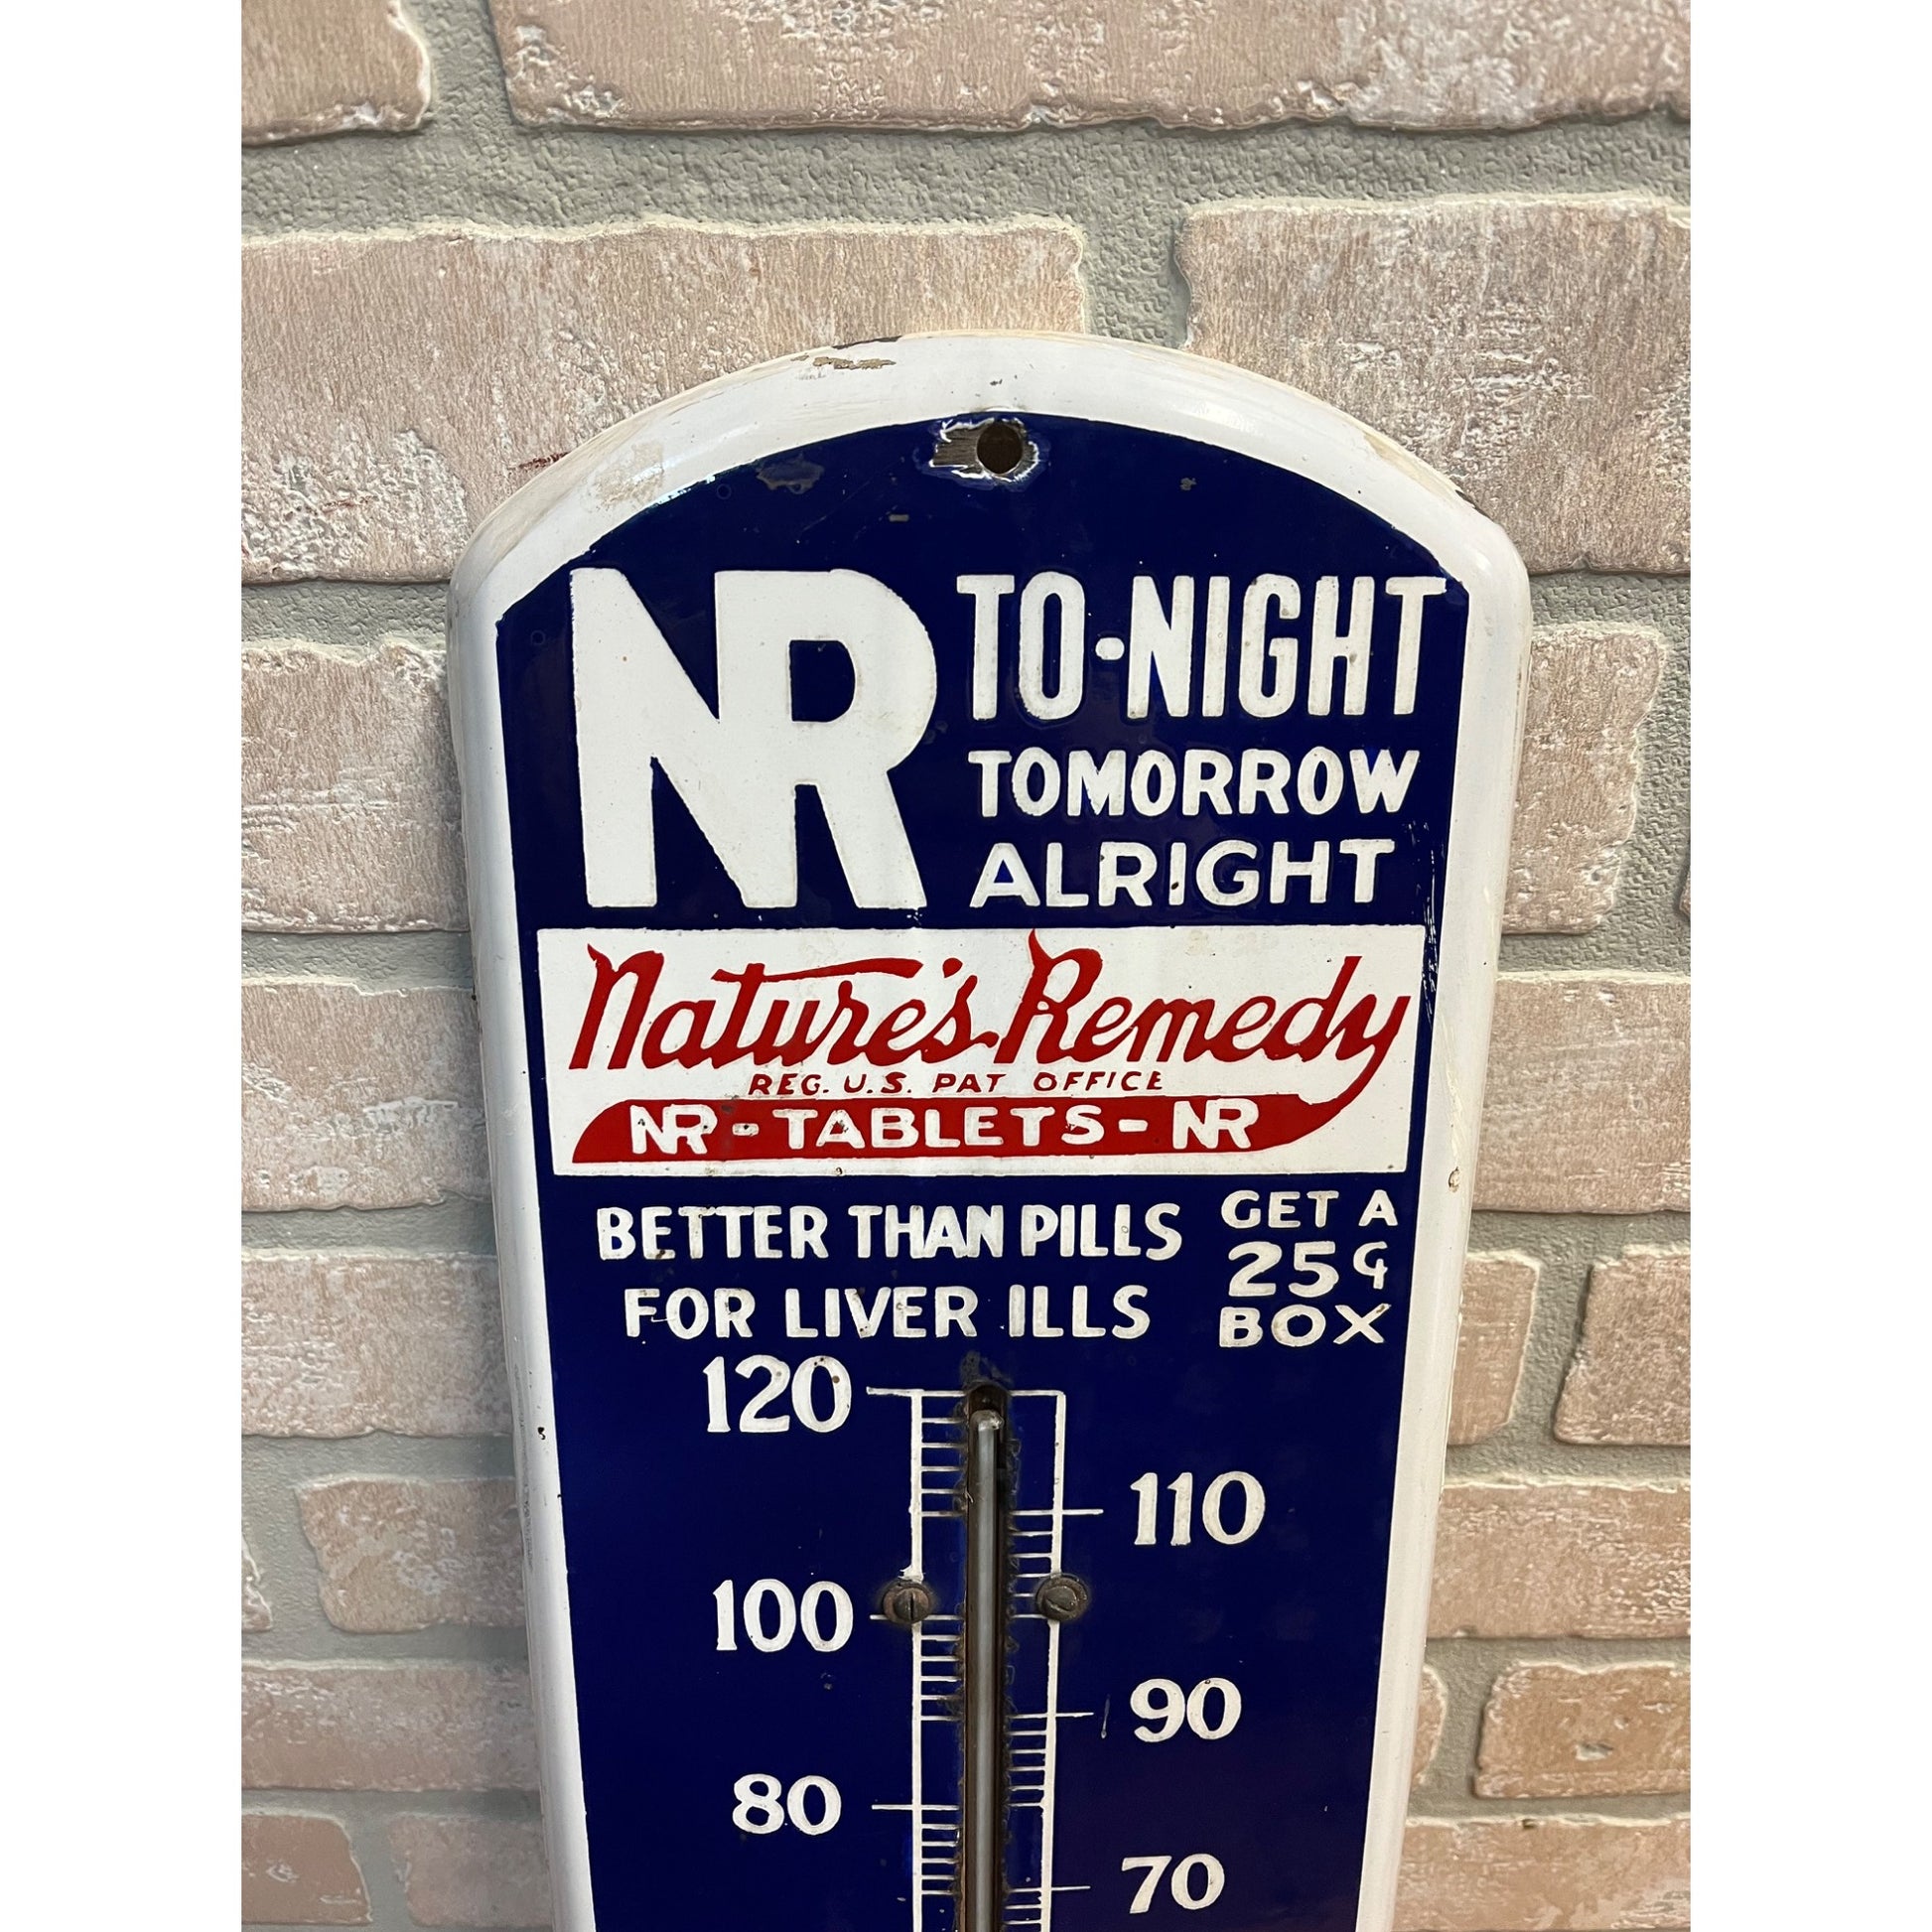 NR
TO-NIGHT
TOMORROW
ALRIGHT
Nature's Remedy
REG. U.S. PAT OFFICE
NR-TABLETS-NR
BETTER THAN PILLS
FOR LIVER ILLS
GET A
25¢
BOX
120
110
100
90
80
70